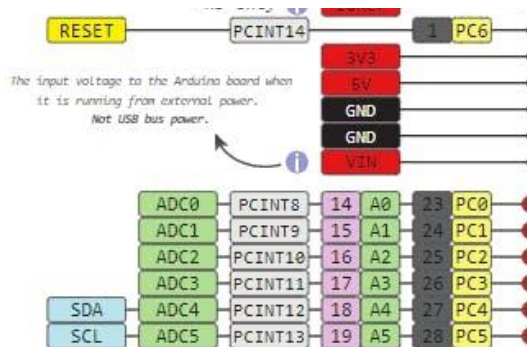 RESET PCINT14 1 PC6
3V3
The input voltage to the Arduino board when
5V
it is running from external power.
GND
Not USB bus power.
GND
i VIN
ADC0 PCINT8 14 A0 23 PC0
ADC1 PCINT9 15 A1 24 PC1
ADC2 PCINT10 16 A2 25 PC2
ADC3 PCINT11 17 A3 26 PC3
SDA ADC4 PCINT12 18 A4 27 PC4
SCL ADC5 PCINT13 19 A5 28 PC5